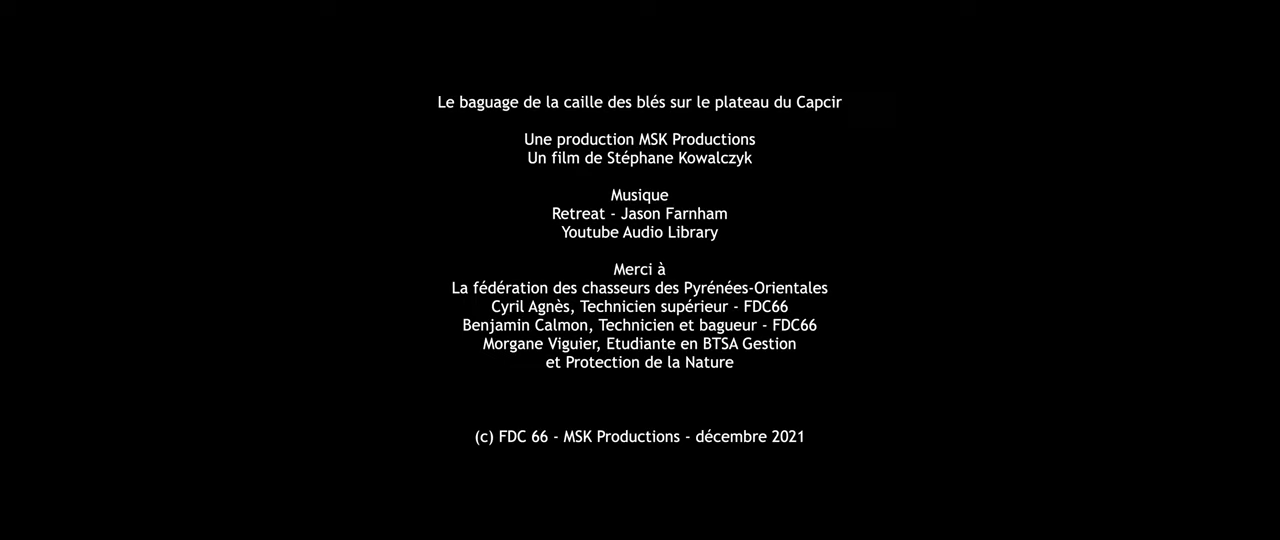 Le baguage de la caille des blés sur le plateau du Capcir
Une production MSK Productions
Un film de Stéphane Kowalczyk
Musique
Retreat - Jason Farnham
Youtube Audio Library
Merci à
La fédération des chasseurs des Pyrénées-Orientales
Cyril Agnès, Technicien supérieur - FDC66
Benjamin Calmon, Technicien et bagueur - FDC66
Morgane Viguier, Etudiante en BTSA Gestion
et Protection de la Nature
(c) FDC 66 - MSK Productions - décembre 2021